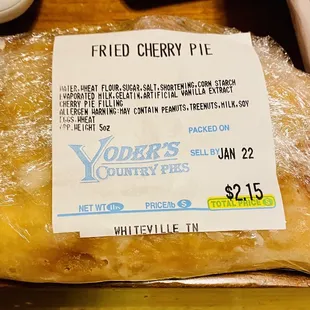 FRIED CHERRY PIE
WATER,WHEAT FLOUR,SUGAR,SALT,SHORTENING,CORN STARCH
EVAPORATED MILK,GELATIN,ARTIFICIAL VANILLA EXTRACT
CHERRY PIE FILLING
ALLERGEN WARNING:MAY CONTAIN PEANUTS,TREENUTS,MILK,SOY
EGGS,WHEAT
APP.WEIGHT 5oz
PACKED ON
YODER'S
COUNTRY PIES
SELL BY JAN 22
$2.15
NET WT lb. PRICE/lb $ TOTAL PRICE $
WHITEVILLE TN